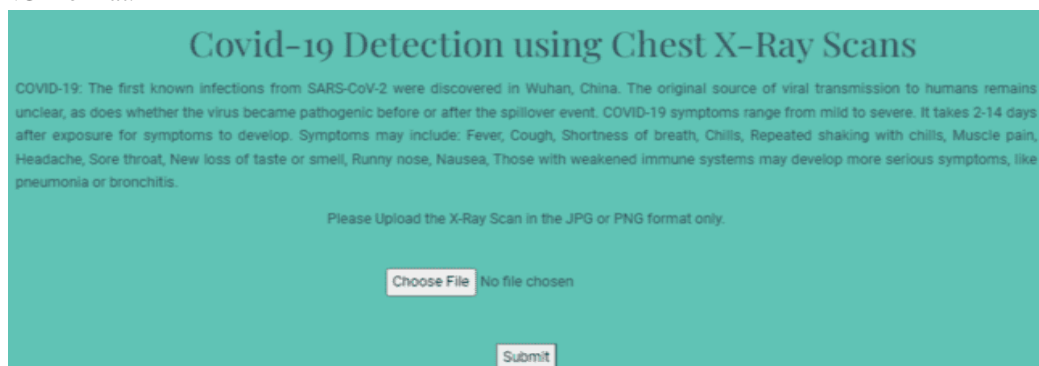 Covid-19 Detection using Chest X-Ray Scans
COVID-19: The first known infections from SARS-CoV-2 were discovered in Wuhan, China. The original source of viral transmission to humans remains
unclear, as does whether the virus became pathogenic before or after the spillover event. COVID-19 symptoms range from mild to severe. It takes 2-14 days
after exposure for symptoms to develop. Symptoms may include: Fever, Cough, Shortness of breath, Chills, Repeated shaking with chills, Muscle pain,
Headache, Sore throat, New loss of taste or smell, Runny nose, Nausea, Those with weakened immune systems may develop more serious symptoms, like
pneumonia or bronchitis.
Please Upload the X-Ray Scan in the JPG or PNG format only.
Choose File No file chosen
Submit